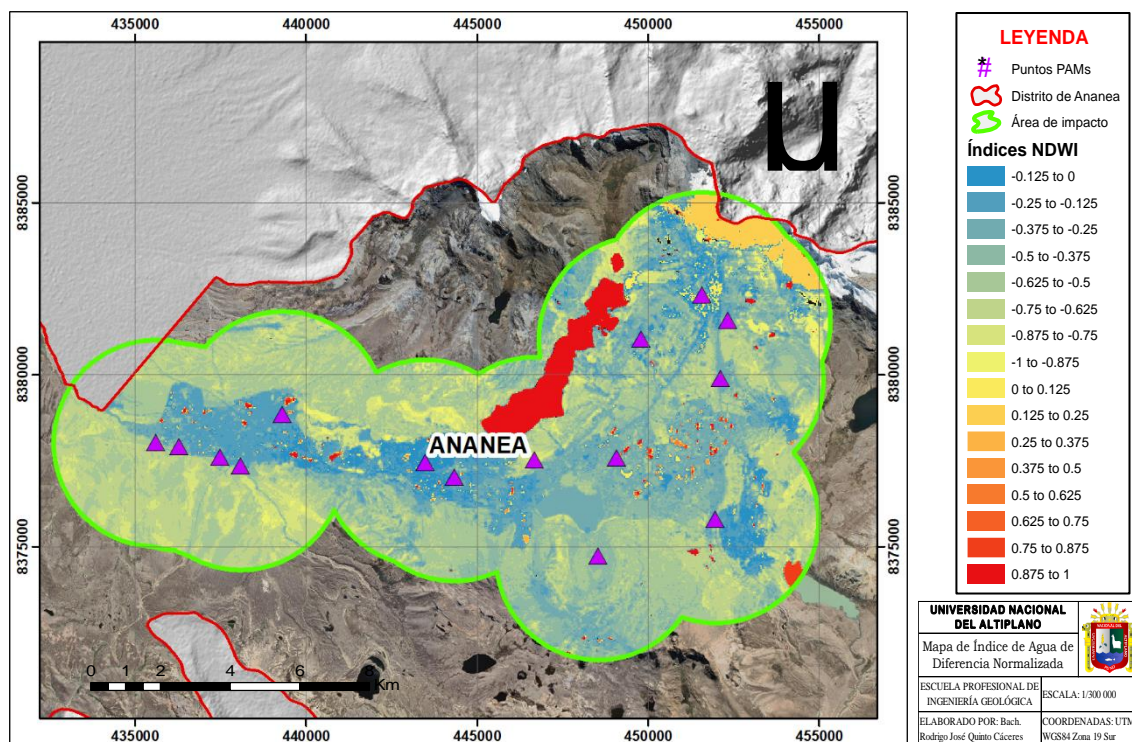 435000 440000 445000 450000 455000
8385000 8385000
8380000 8380000
8375000 8375000
u
ANANEA
0 1 2 4 6 8
Km
435000 440000 445000 450000 455000
LEYENDA
Puntos PAMs
Distrito de Ananea
Área de impacto
Índices NDWI
-0.125 to 0
-0.25 to -0.125
-0.375 to -0.25
-0.5 to -0.375
-0.625 to -0.5
-0.75 to -0.625
-0.875 to -0.75
-1 to -0.875
0 to 0.125
0.125 to 0.25
0.25 to 0.375
0.375 to 0.5
0.5 to 0.625
0.625 to 0.75
0.75 to 0.875
0.875 to 1
UNIVERSIDAD NACIONAL
DEL ALTIPLANO
Mapa de Índice de Agua de
Diferencia Normalizada
ESCUELA PROFESIONAL DE
INGENIERÍA GEOLÓGICA
ESCALA: 1/300 000
ELABORADO POR: Bach.
Rodrigo José Quinto Cáceres
COORDENADAS: UTM
WGS84 Zona 19 Sur